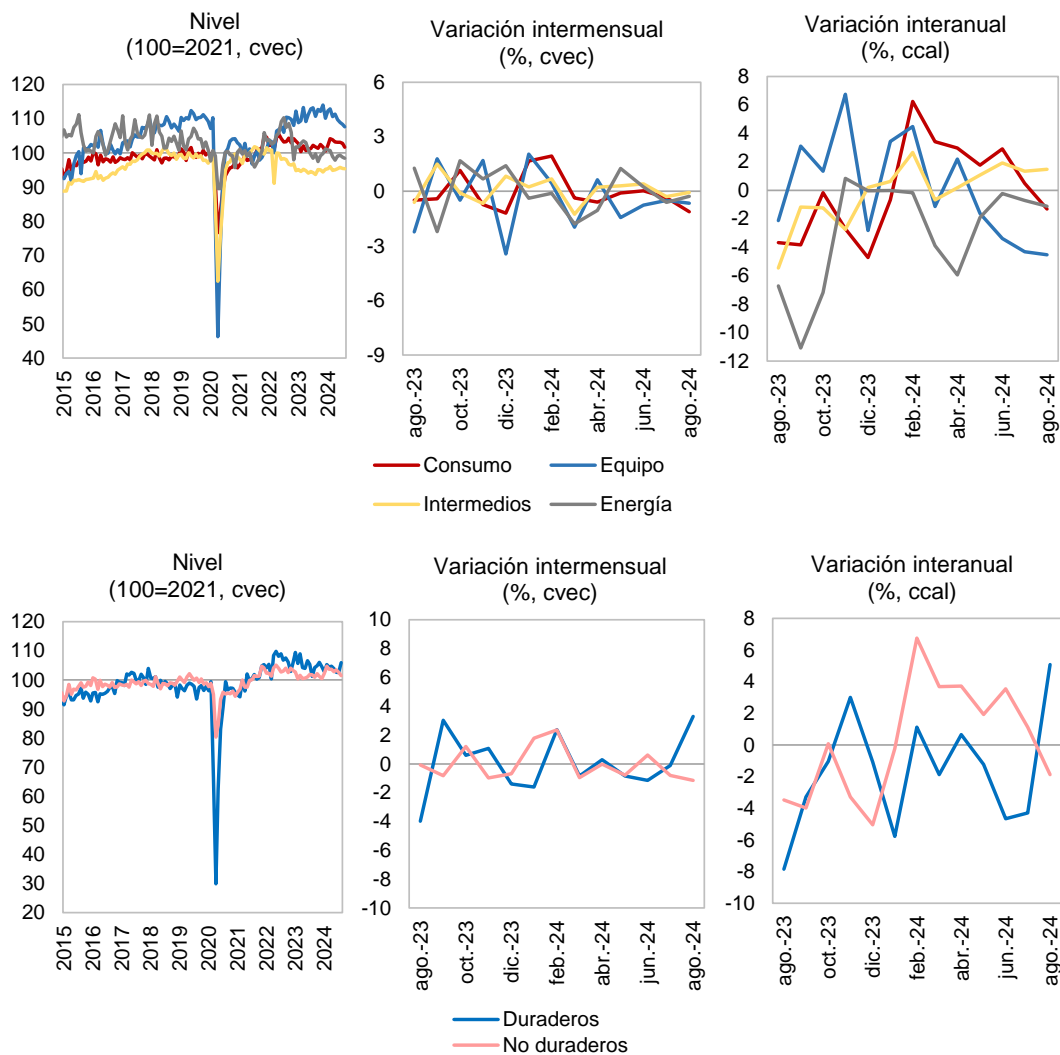 Nivel
(100=2021, cvec)
120
110
100
90
80
70
60
50
40
2015
2016
2017
2018
2019
2020
2021
2022
2023
2024
Variación intermensual
(%, cvec)
6
3
0
-3
-6
-9
ago.-23
oct.-23
dic.-23
feb.-24
abr.-24
jun.-24
ago.-24
Variación interanual
(%, ccal)
8
6
4
2
0
-2
-4
-6
-8
-10
-12
ago.-23
oct.-23
dic.-23
feb.-24
abr.-24
jun.-24
ago.-24
Consumo
Equipo
Intermedios
Energía
Nivel
(100=2021, cvec)
120
110
100
90
80
70
60
50
40
30
20
2015
2016
2017
2018
2019
2020
2021
2022
2023
2024
Variación intermensual
(%, cvec)
10
8
6
4
2
0
-2
-4
-6
-8
-10
ago.-23
oct.-23
dic.-23
feb.-24
abr.-24
jun.-24
ago.-24
Variación interanual
(%, ccal)
8
6
4
2
0
-2
-4
-6
-8
-10
ago.-23
oct.-23
dic.-23
feb.-24
abr.-24
jun.-24
ago.-24
Duraderos
No duraderos